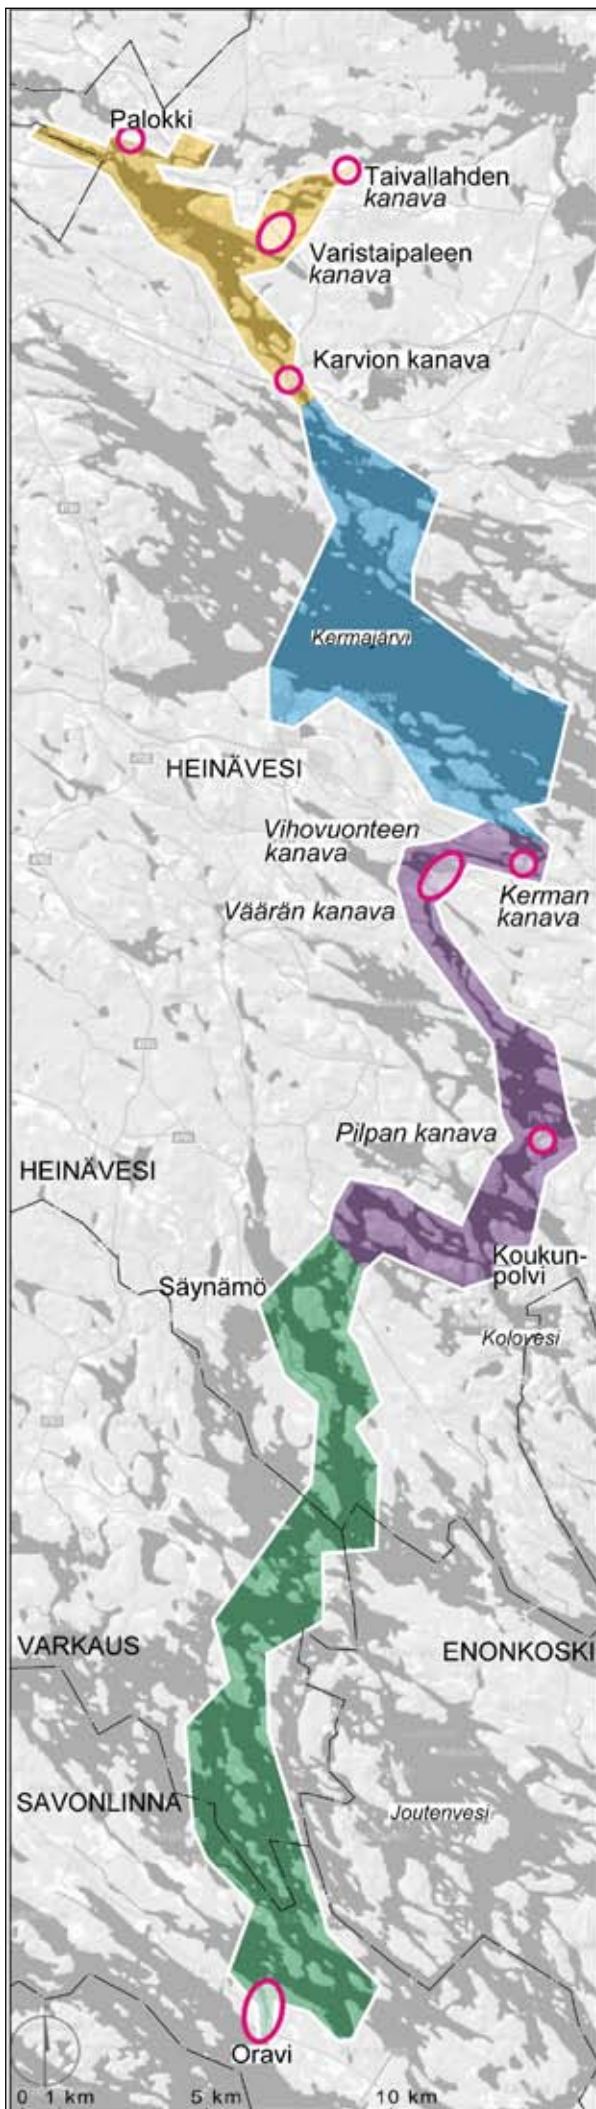 Palokki
Taivallahden
kanava
Varistaipaleen
kanava
Karvion kanava
Kermajärvi
HEINÄVESI
Vihovuonteen
kanava
Väärän kanava
Kerman
kanava
Pilpan kanava
HEINÄVESI
Koukun-
polvi
Säynämö
Kolovesi
VARKAUS
ENONKOSKI
SAVONLINNA
Joutenvesi
Oravi
0 1 km 5 km 10 km